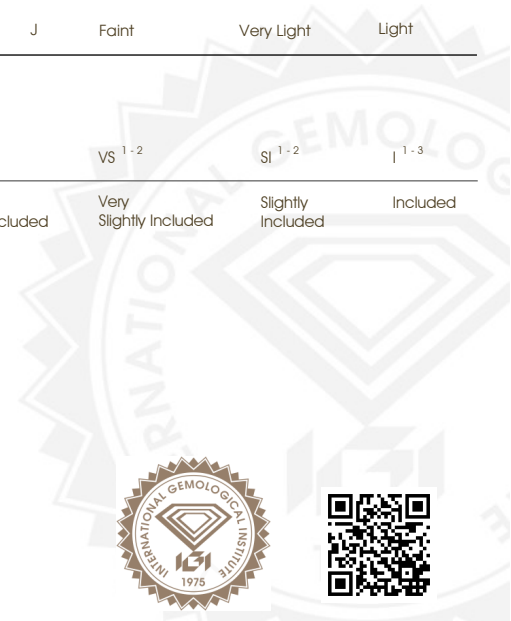 J Faint Very Light Light
VS 1 - 2 SI 1 - 2 I 1 - 3
Very Slightly Included
cluded Slightly Included Included
INTERNATIONAL GEMOLOGICAL INSTITUTE
IGI
1975